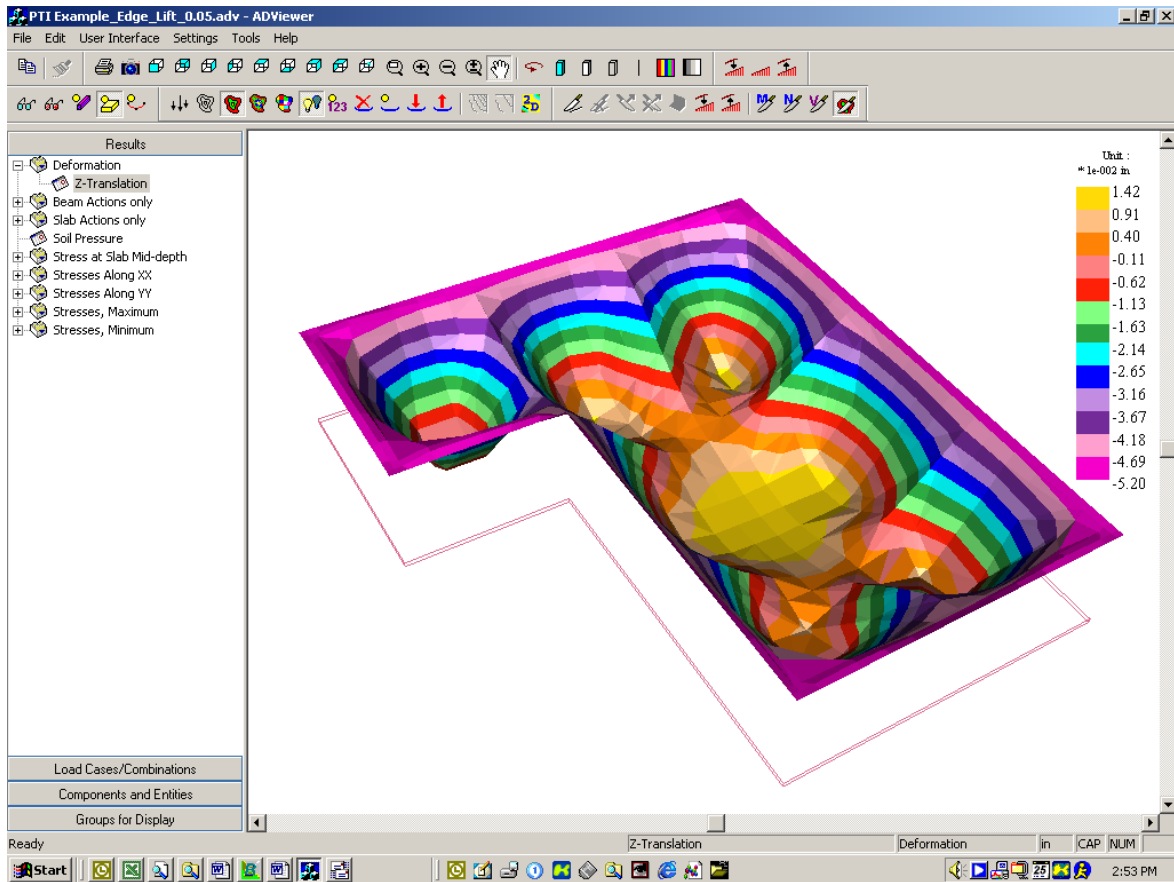 PTI Example_Edge_Lift_0.05.adv - ADViewer
File Edit User Interface Settings Tools Help
123
2D
M N V
Results
Deformation
Z-Translation
Beam Actions only
Slab Actions only
Soil Pressure
Stress at Slab Mid-depth
Stresses Along XX
Stresses Along YY
Stresses, Maximum
Stresses, Minimum
Unit :
* 1e-002 in
1.42
0.91
0.40
-0.11
-0.62
-1.13
-1.63
-2.14
-2.65
-3.16
-3.67
-4.18
-4.69
-5.20
Load Cases/Combinations
Components and Entities
Groups for Display
Ready Z-Translation Deformation in CAP NUM
Start 25 2:53 PM